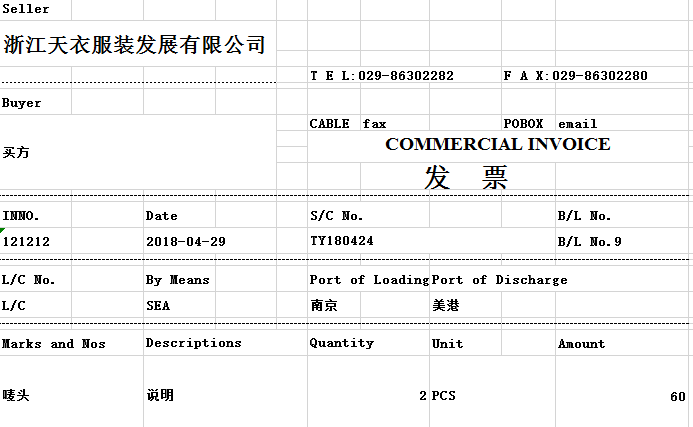 Seller
浙江天衣服装发展有限公司
T E L:029-86302282 F A X:029-86302280
Buyer
CABLE fax POBOX email
买方
COMMERCIAL INVOICE
发 票
INNO. Date S/C No. B/L No.
121212 2018-04-29 TY180424 B/L No.9
L/C No. By Means Port of Loading Port of Discharge
L/C SEA 南京 美港
Marks and Nos Descriptions Quantity Unit Amount
唛头 说明 2 PCS 60